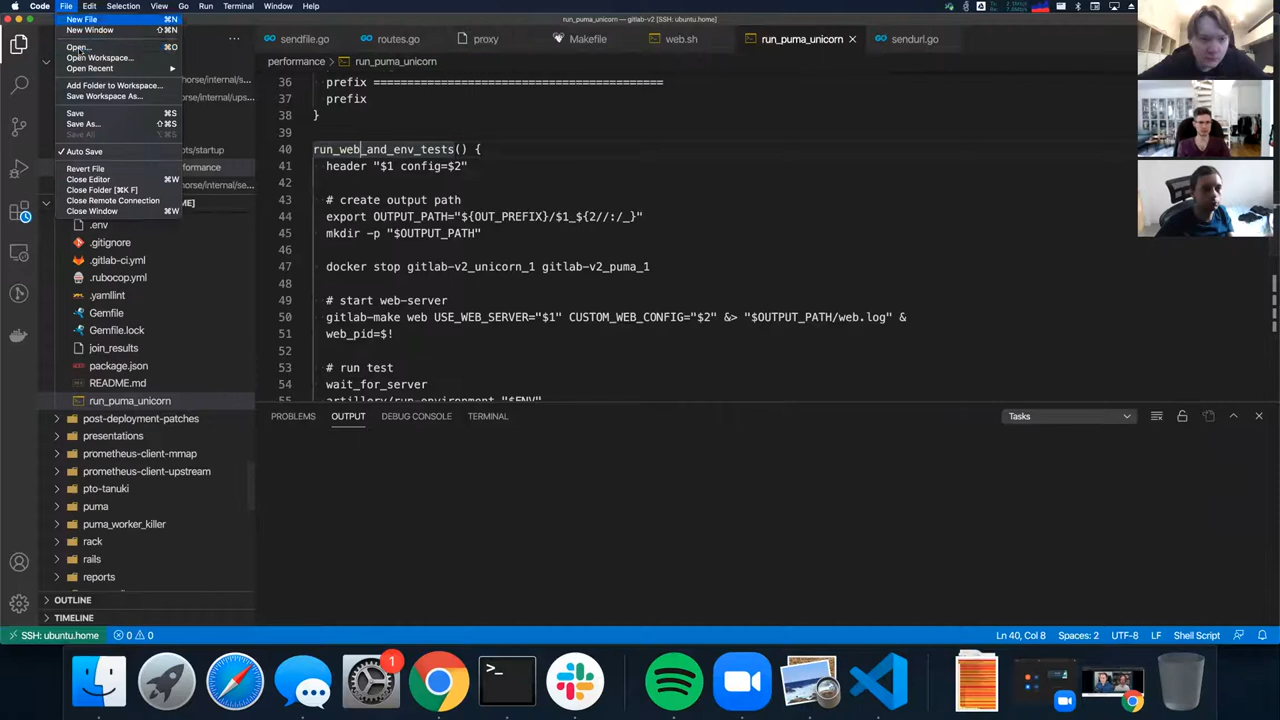 Code File Edit Selection View Go Run Terminal Window Help
run_puma_unicorn — gitlab-v2 [SSH: ubuntu.home]
New File ⌘N
New Window ⇧⌘N
Open... ⌘O
Open Workspace...
Open Recent
Add Folder to Workspace...
Save Workspace As...
Save ⌘S
Save As... ⇧⌘S
Save All ⌥⌘S
✓ Auto Save
Revert File
Close Editor ⌘W
Close Folder [⌘K F]
Close Remote Connection
Close Window ⌘W
sendfile.go routes.go proxy Makefile web.sh run_puma_unicorn sendurl.go
performance > run_puma_unicorn
36 prefix =========================================
37 prefix
38 }
39
40 run_web_and_env_tests() {
41 header "$1 config=$2"
42
43 # create output path
44 export OUTPUT_PATH="${OUT_PREFIX}/$1_${2//:/_}"
45 mkdir -p "$OUTPUT_PATH"
46
47 docker stop gitlab-v2_unicorn_1 gitlab-v2_puma_1
48
49 # start web-server
50 gitlab-make web USE_WEB_SERVER="$1" CUSTOM_WEB_CONFIG="$2" &> "$OUTPUT_PATH/web.log" &
51 web_pid=$!
52
53 # run test
54 wait_for_server
55 artillery/run-environment "$ENV"
rse/internal/ups...
ts/startup
formance
rse/internal/se...
ME]
.env
.gitignore
.gitlab-ci.yml
.rubocop.yml
.yamllint
Gemfile
Gemfile.lock
join_results
package.json
README.md
run_puma_unicorn
post-deployment-patches
presentations
prometheus-client-mmap
prometheus-client-upstream
pto-tanuki
puma
puma_worker_killer
rack
rails
reports
OUTLINE
TIMELINE
PROBLEMS OUTPUT DEBUG CONSOLE TERMINAL
Tasks
SSH: ubuntu.home 0 0
Ln 40, Col 8 Spaces: 2 UTF-8 LF Shell Script
1
>_